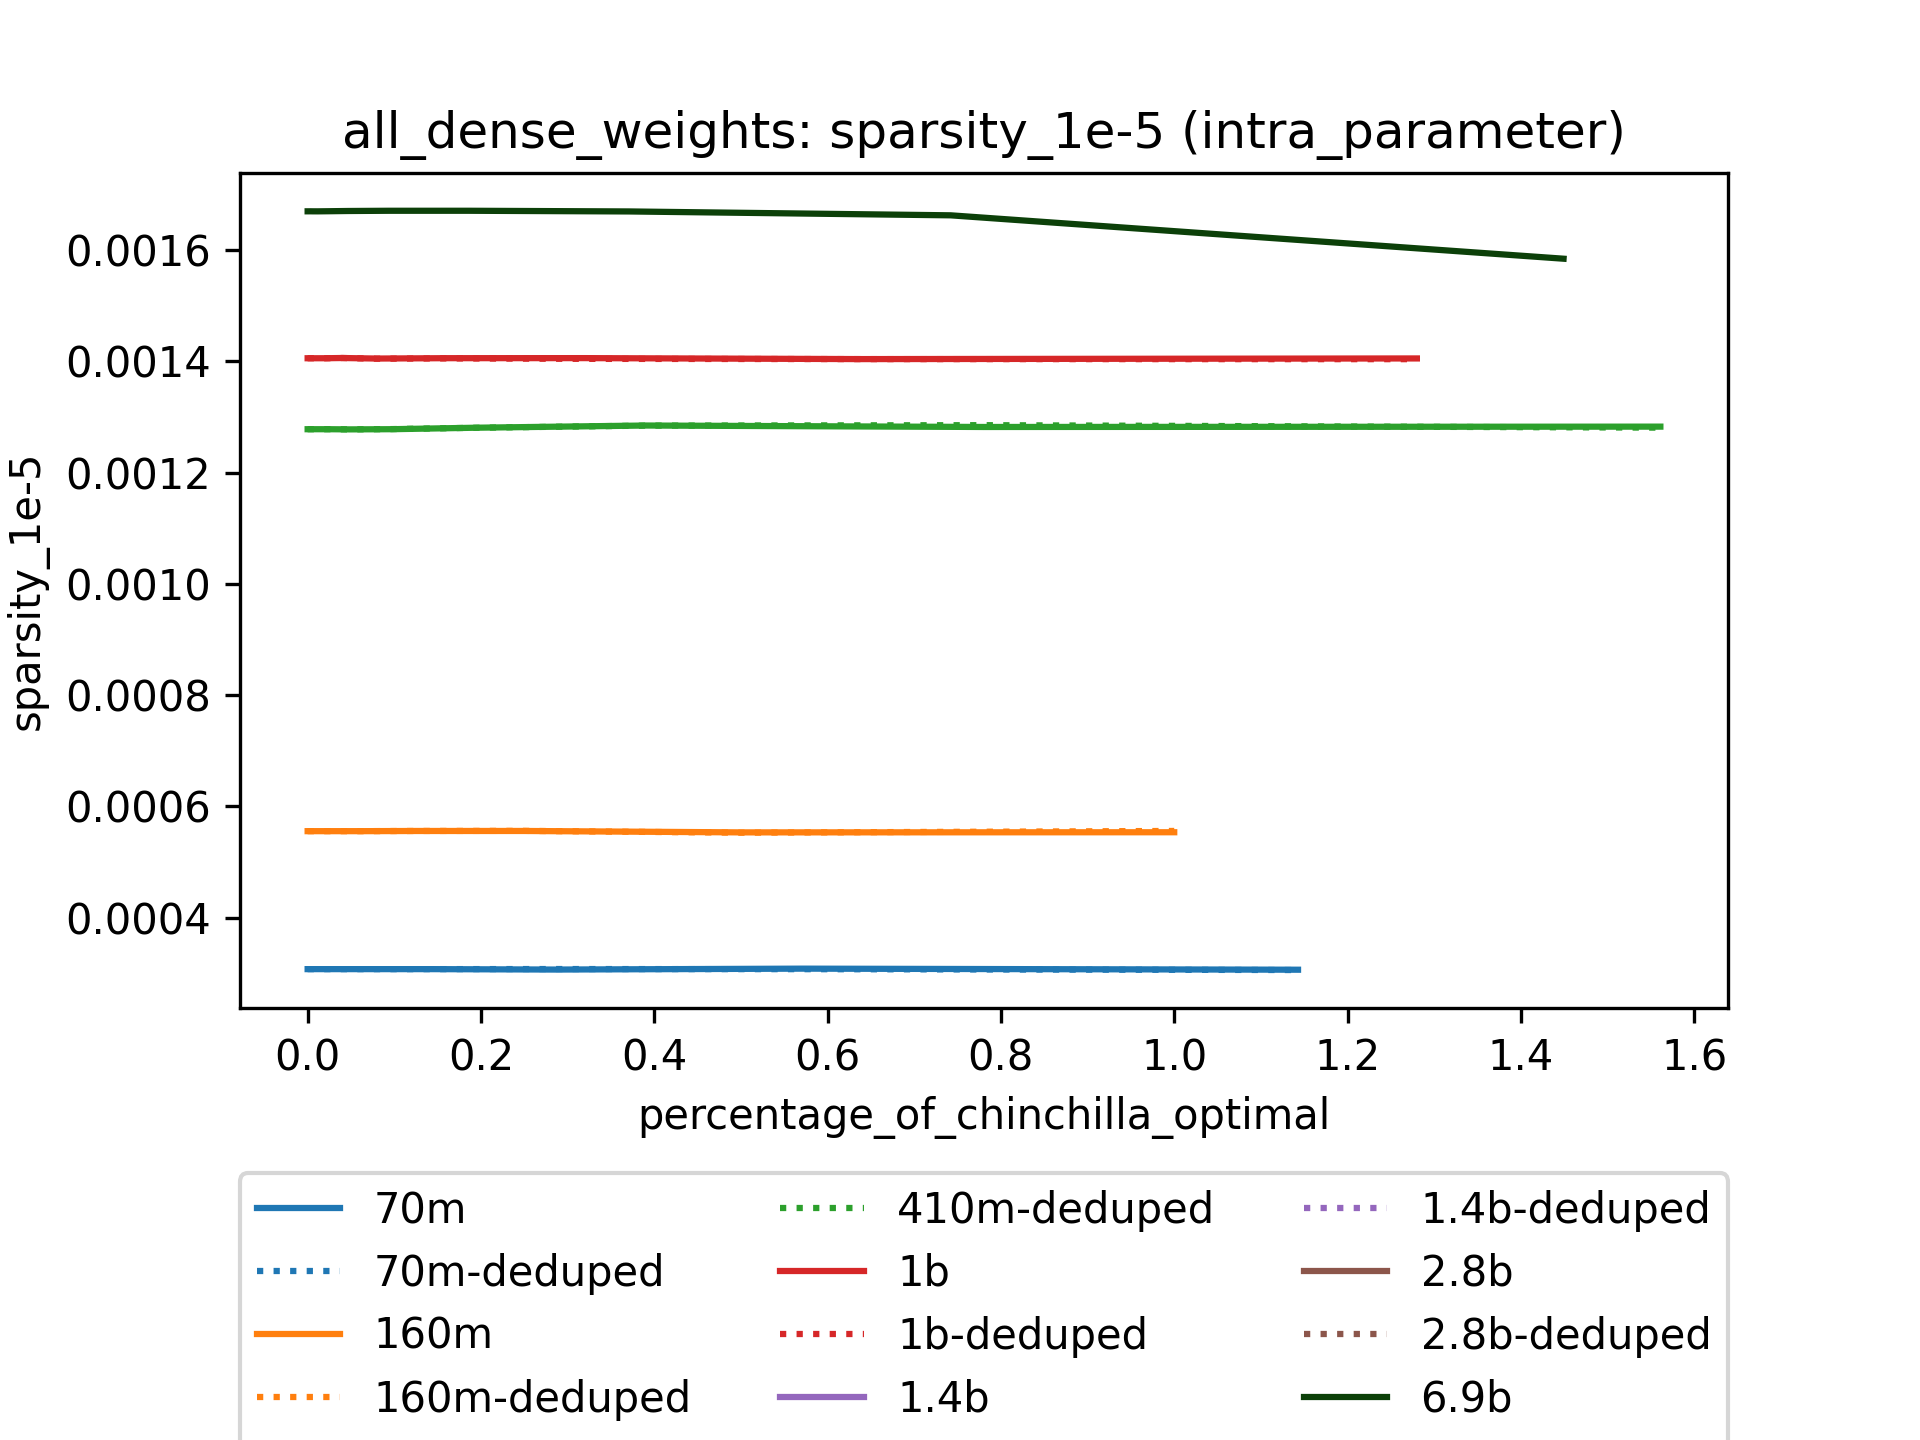 all_dense_weights: sparsity_1e-5 (intra_parameter)
sparsity_1e-5
0.0016
0.0014
0.0012
0.0010
0.0008
0.0006
0.0004
0.0 0.2 0.4 0.6 0.8 1.0 1.2 1.4 1.6
percentage_of_chinchilla_optimal
70m
70m-deduped
160m
160m-deduped
410m-deduped
1b
1b-deduped
1.4b
1.4b-deduped
2.8b
2.8b-deduped
6.9b